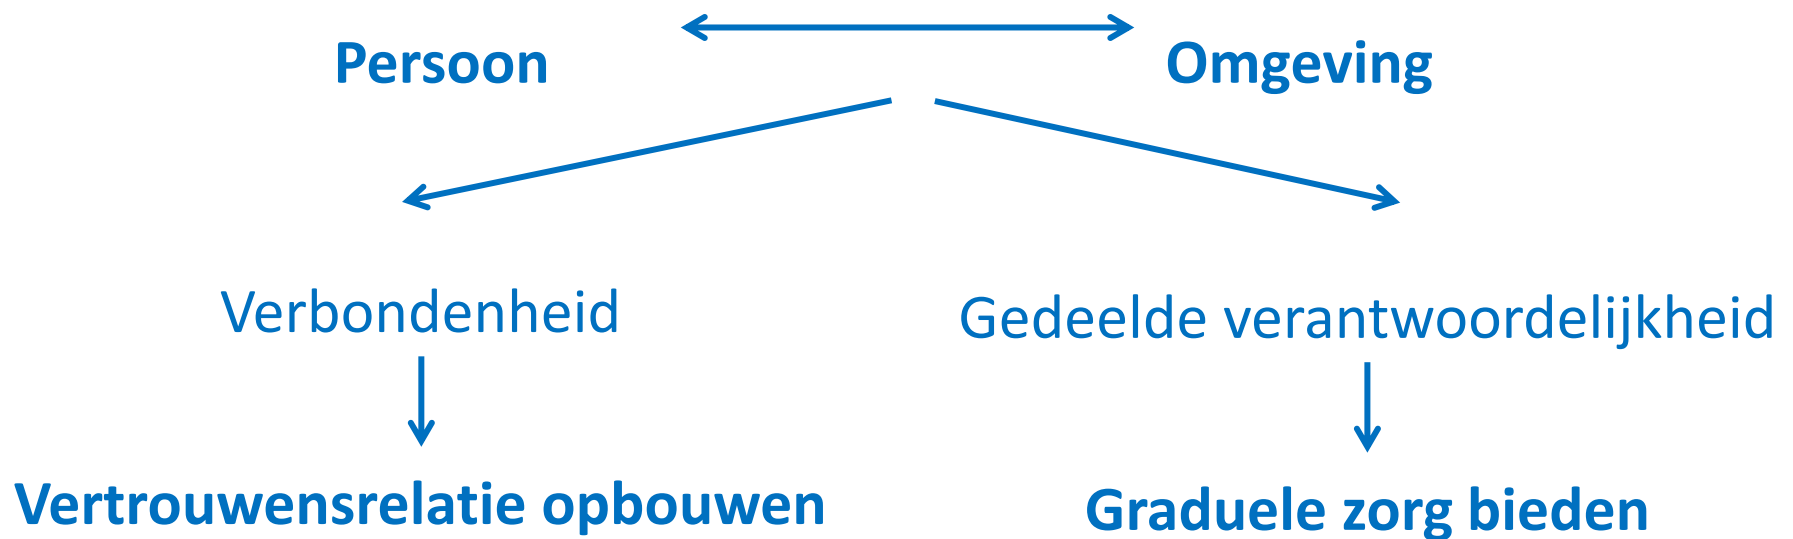 Persoon
Omgeving
Verbondenheid
Gedeelde verantwoordelijkheid
Vertrouwensrelatie opbouwen
Graduele zorg bieden